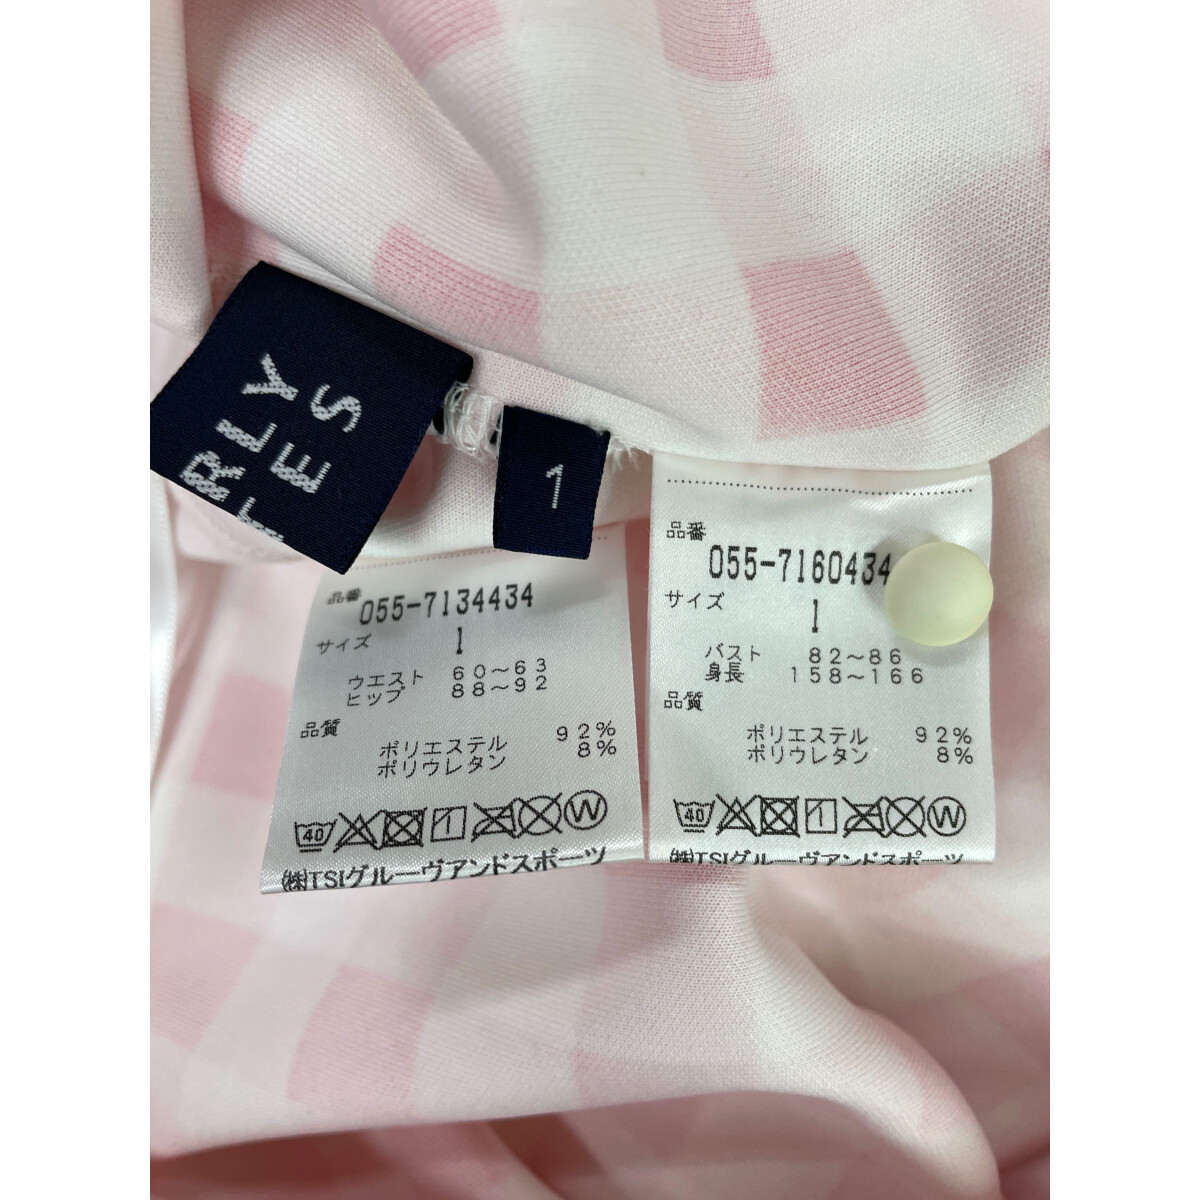 RLY
ES
1
品番
055-7134434
サイズ
1
ウエスト 60～63
ヒップ 88～92
品質
ポリエステル 92%
ポリウレタン 8%
40
1
W
㈱TSIグルーヴアンドスポーツ
品番
055-7160434
サイズ
1
バスト 82～86
身長 158～166
品質
ポリエステル 92%
ポリウレタン 8%
40
1
W
㈱TSIグルーヴアンドスポーツ